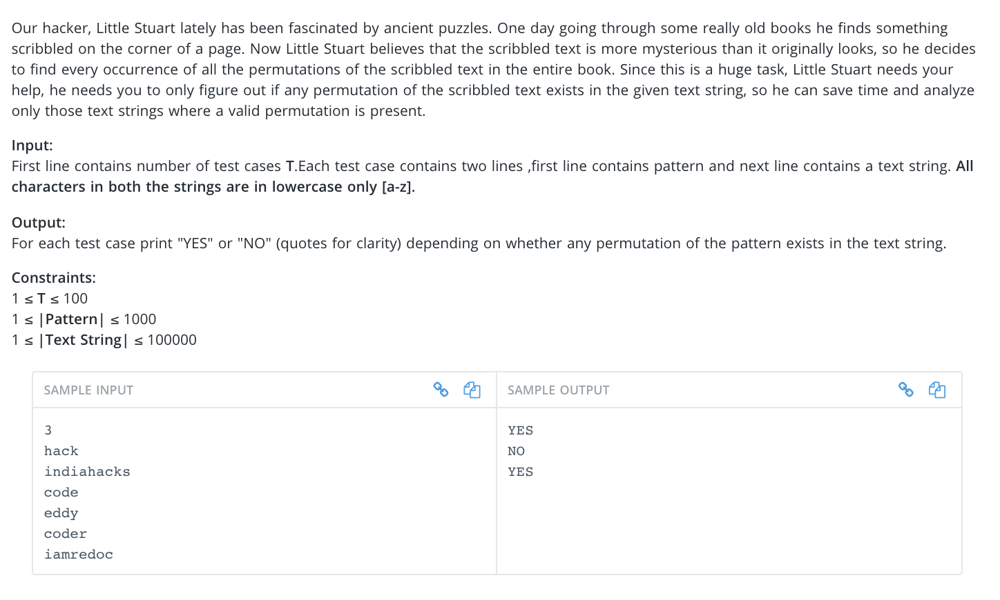 Our hacker, Little Stuart lately has been fascinated by ancient puzzles. One day going through some really old books he finds something
scribbled on the corner of a page. Now Little Stuart believes that the scribbled text is more mysterious than it originally looks, so he decides
to find every occurrence of all the permutations of the scribbled text in the entire book. Since this is a huge task, Little Stuart needs your
help, he needs you to only figure out if any permutation of the scribbled text exists in the given text string, so he can save time and analyze
only those text strings where a valid permutation is present.
Input:
First line contains number of test cases T.Each test case contains two lines ,first line contains pattern and next line contains a text string. All
characters in both the strings are in lowercase only [a-z].
Output:
For each test case print "YES" or "NO" (quotes for clarity) depending on whether any permutation of the pattern exists in the text string.
Constraints:
1 ≤ T ≤ 100
1 ≤ |Pattern| ≤ 1000
1 ≤ |Text String| ≤ 100000
SAMPLE INPUT
3
hack
indiahacks
code
eddy
coder
iamredoc
SAMPLE OUTPUT
YES
NO
YES